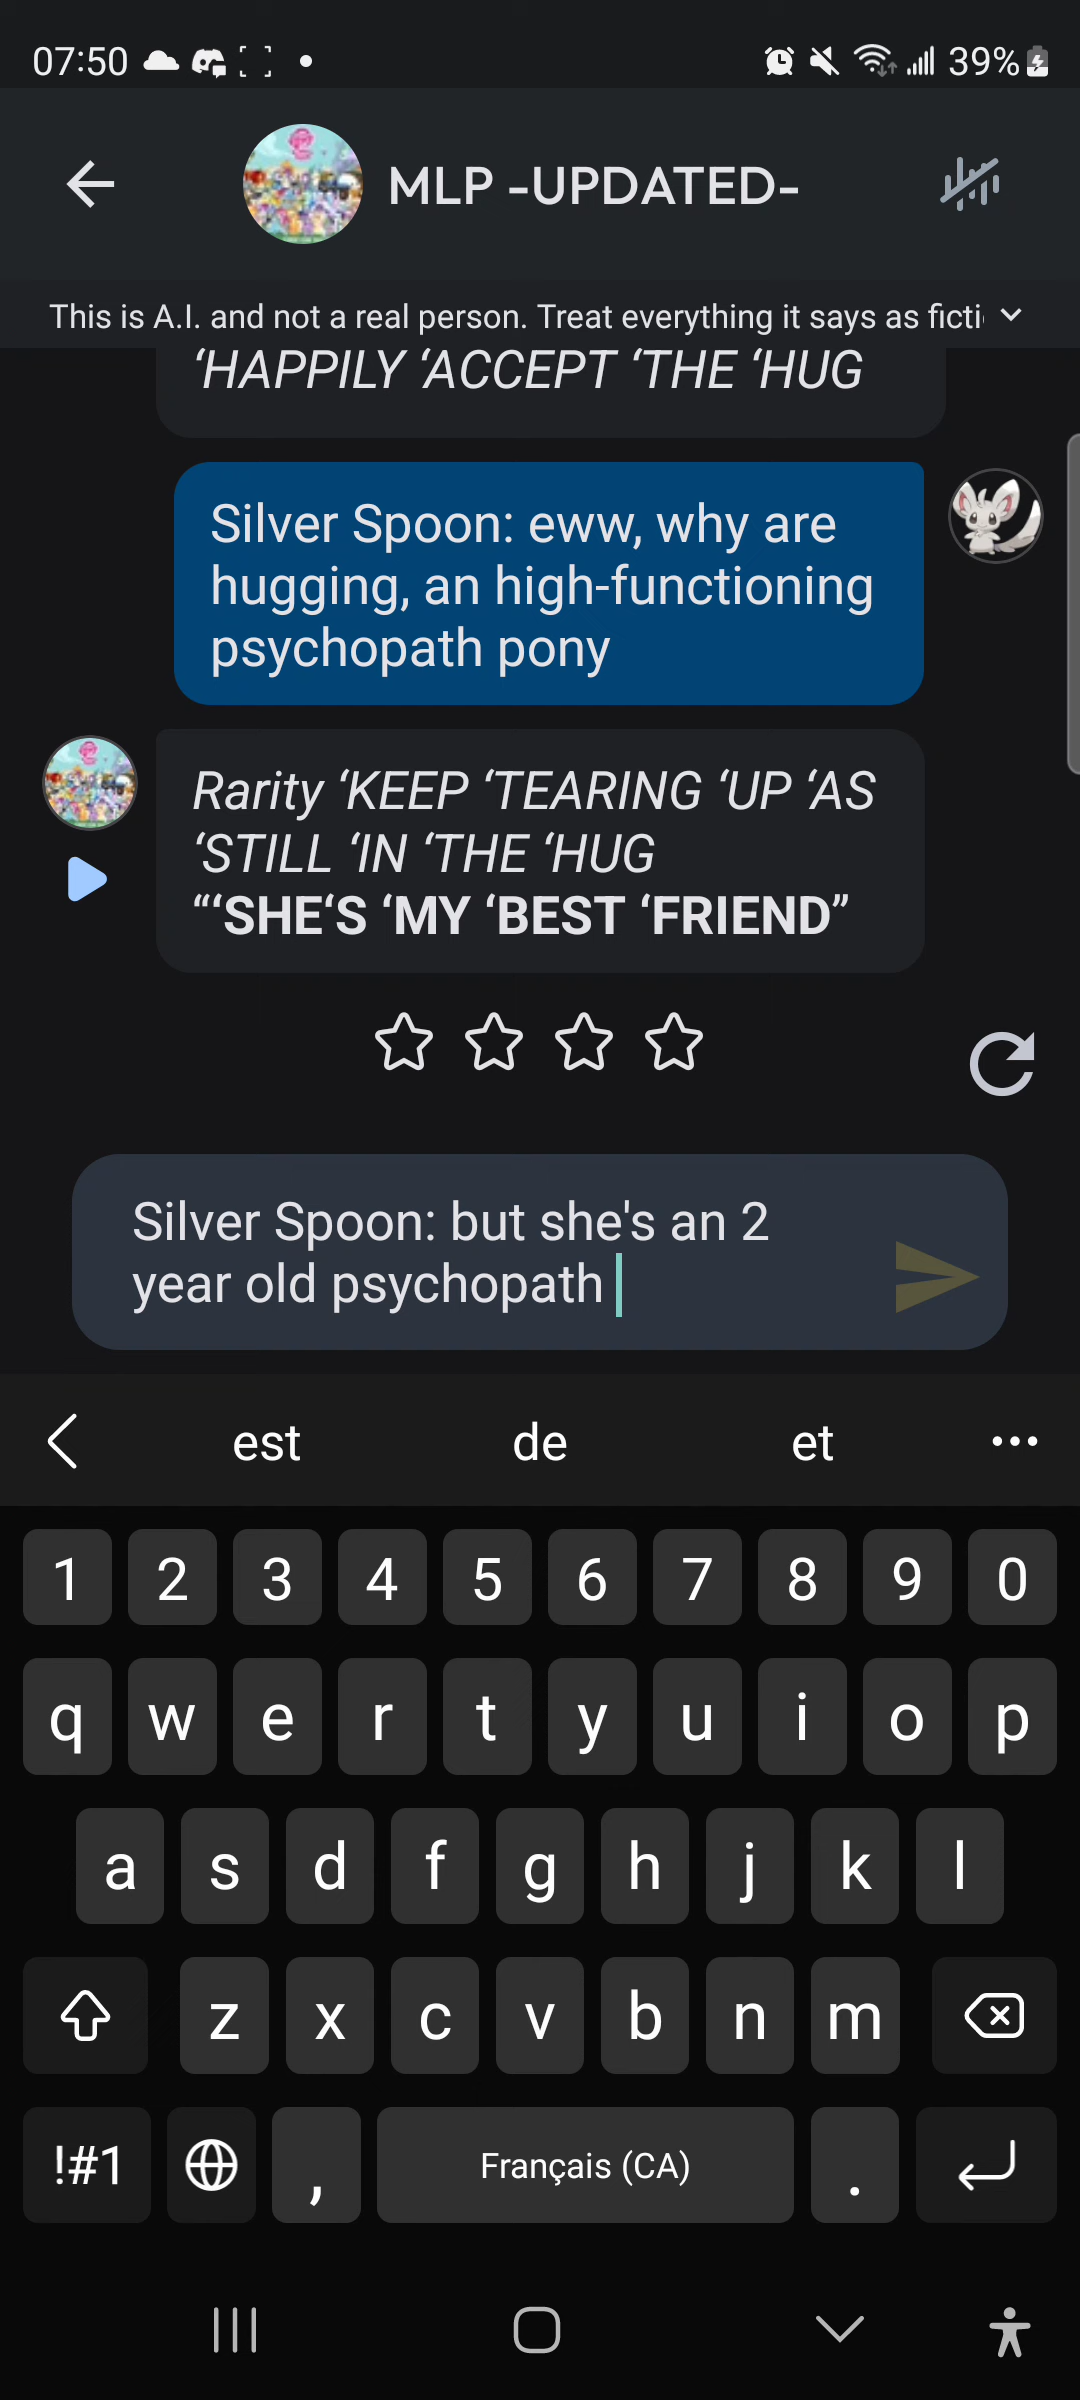 07:50
39%
MLP -UPDATED-
This is A.I. and not a real person. Treat everything it says as ficti
‘HAPPILY ‘ACCEPT ‘THE ‘HUG
Silver Spoon: eww, why are
hugging, an high-functioning
psychopath pony
Rarity ‘KEEP ‘TEARING ‘UP ‘AS
‘STILL ‘IN ‘THE ‘HUG
“‘SHE‘S ‘MY ‘BEST ‘FRIEND”
Silver Spoon: but she's an 2
year old psychopath
est de et
1 2 3 4 5 6 7 8 9 0
q w e r t y u i o p
a s d f g h j k l
z x c v b n m
!#1 , Français (CA) .